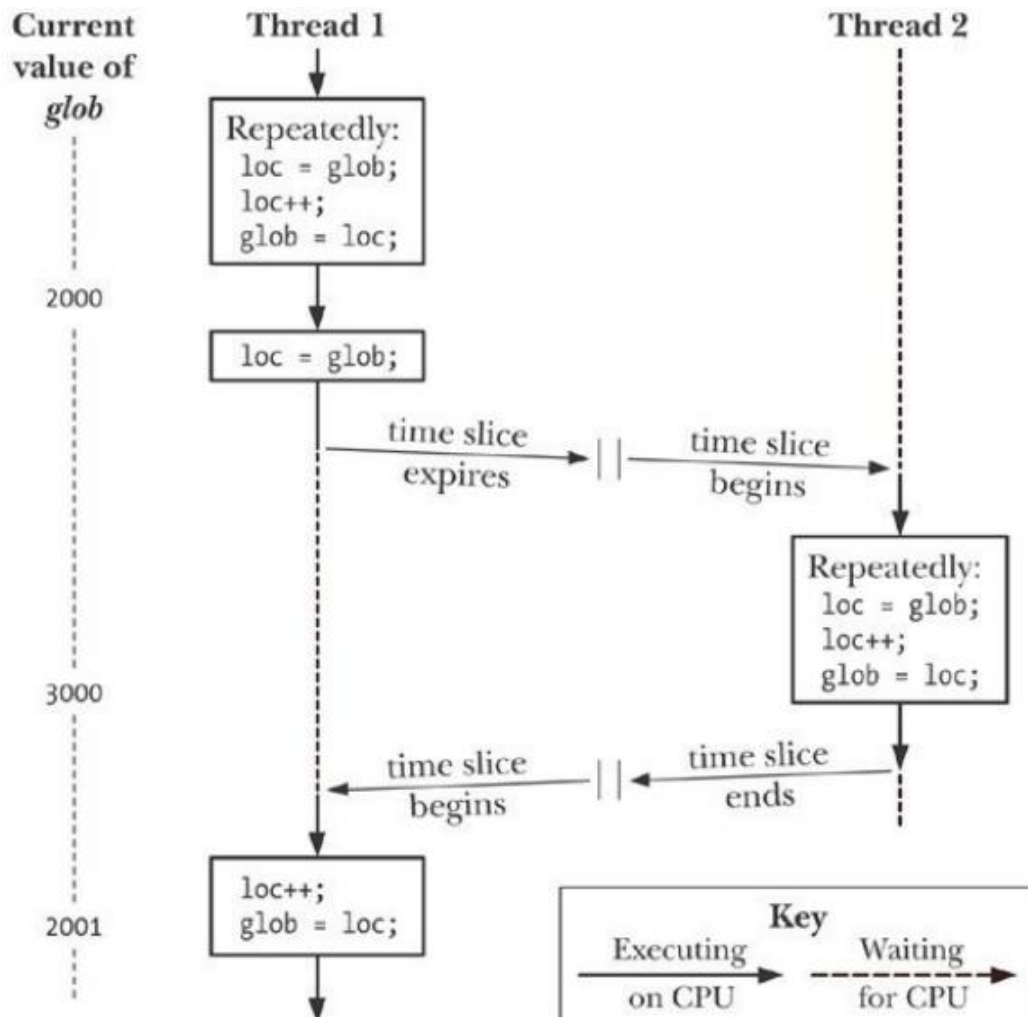 Current
value of
glob
Thread 1
Thread 2
Repeatedly:
loc = glob;
loc++;
glob = loc;
2000
loc = glob;
time slice
expires
time slice
begins
Repeatedly:
loc = glob;
loc++;
glob = loc;
3000
time slice
begins
time slice
ends
loc++;
glob = loc;
2001
Key
Executing
on CPU
Waiting
for CPU